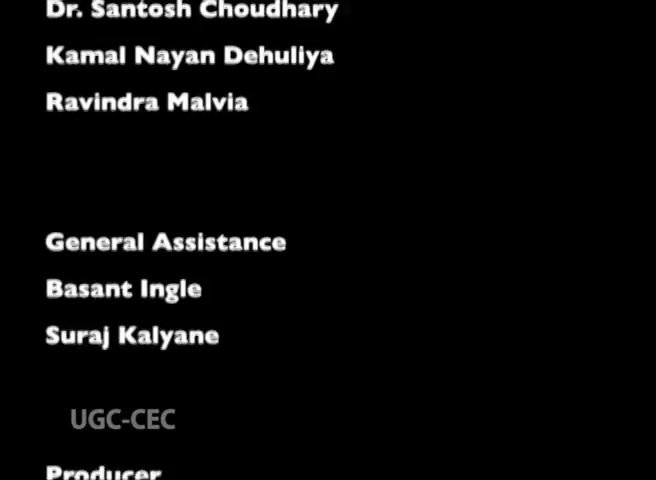 Dr. Santosh Choudhary
Kamal Nayan Dehuliya
Ravindra Malvia
General Assistance
Basant Ingle
Suraj Kalyane
UGC-CEC
Producer